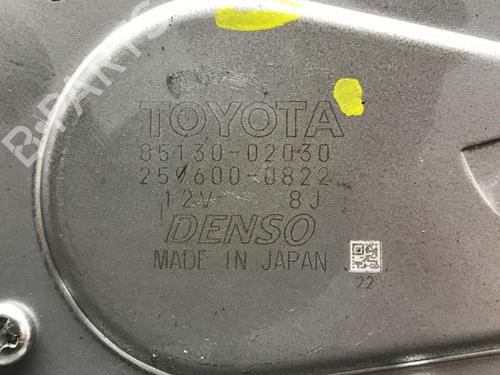 B-PARTS
TOYOTA
85130-02030
259600-0822
12V 8J
DENSO
MADE IN JAPAN
22